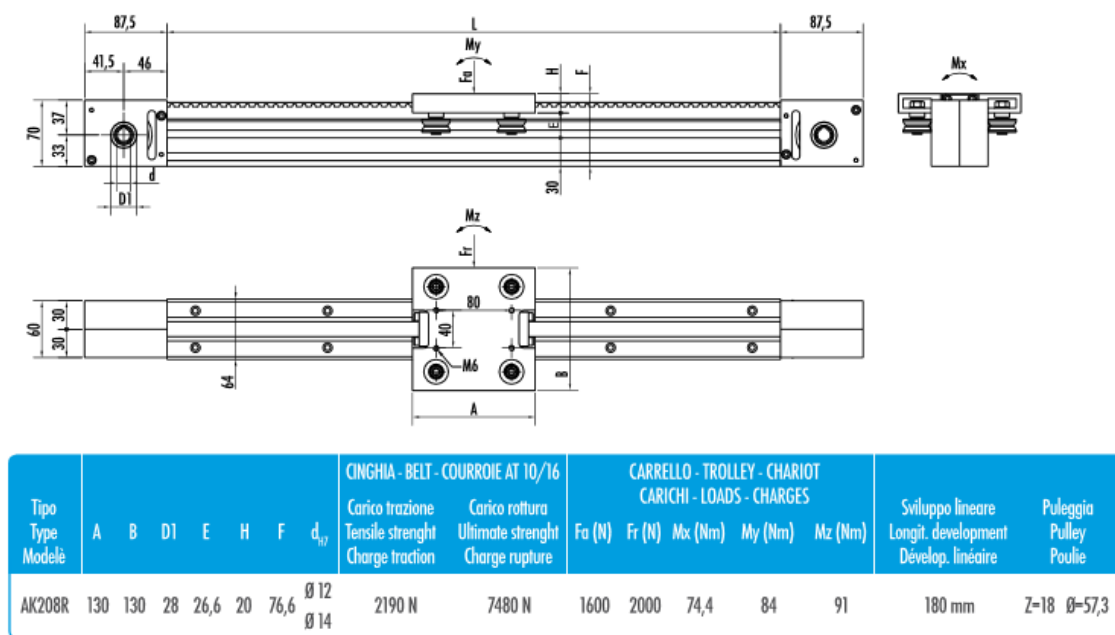 87,5
L
87,5
41,5
46
My
Fa
H
F
Mx
70
37
33
E
30
d
D1
Mz
Fr
60
30
30
64
80
40
M6
B
A
Tipo
Type
Modelè
A
B
D1
E
H
F
dH7
CINGHIA - BELT - COURROIE AT 10/16
Carico trazione
Tensile strenght
Charge traction
Carico rottura
Ultimate strenght
Charge rupture
CARRELLO - TROLLEY - CHARIOT
CARICHI - LOADS - CHARGES
Fa (N)
Fr (N)
Mx (Nm)
My (Nm)
Mz (Nm)
Sviluppo lineare
Longit. development
Dévelop. linéaire
Puleggia
Pulley
Poulie
AK208R
130
130
28
26,6
20
76,6
Ø 12
Ø 14
2190 N
7480 N
1600
2000
74,4
84
91
180 mm
Z=18 Ø=57,3